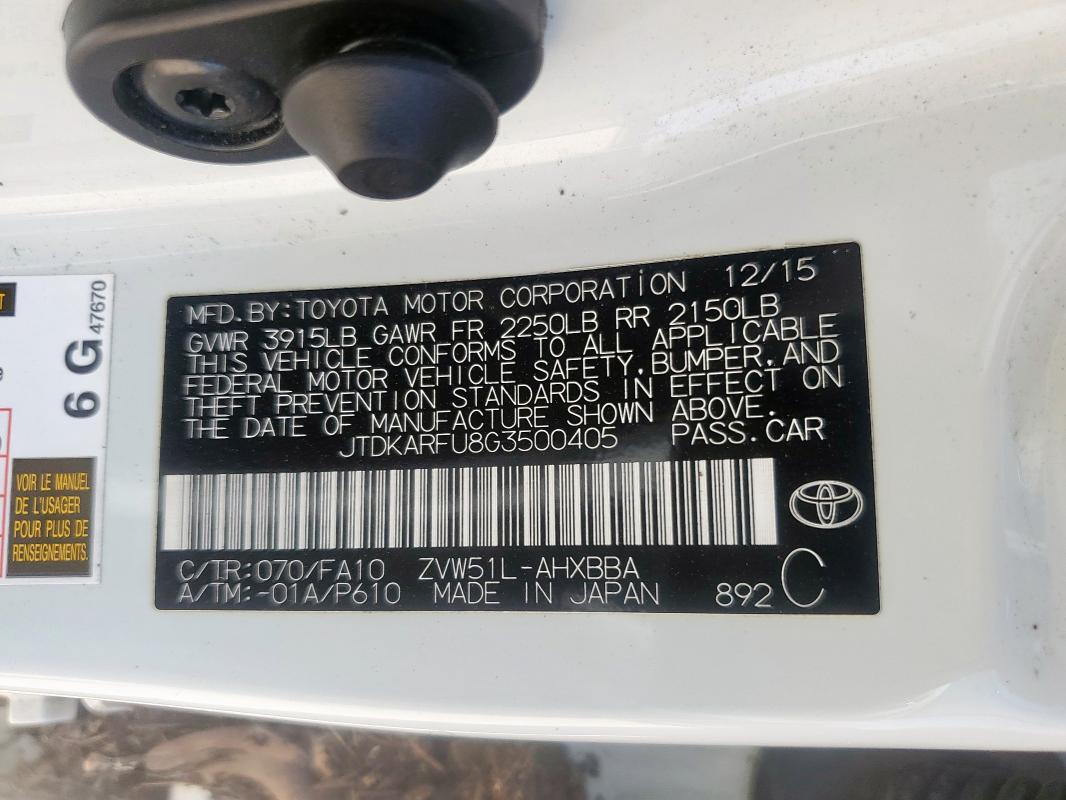 MFD.BY:TOYOTA MOTOR CORPORATION 12/15
GVWR 3915LB GAWR FR 2250LB RR 2150LB
THIS VEHICLE CONFORMS TO ALL APPLICABLE
FEDERAL MOTOR VEHICLE SAFETY,BUMPER,AND
THEFT PREVENTION STANDARDS IN EFFECT ON
THE DATE OF MANUFACTURE SHOWN ABOVE.
JTDKARFU8G3500405 PASS.CAR
C/TR:070/FA10 ZVW51L-AHXBBA
A/TM:-01A/P610 MADE IN JAPAN 892 C
6 G 47670
VOIR LE MANUEL
DE L'USAGER
POUR PLUS DE
RENSEIGNEMENTS.